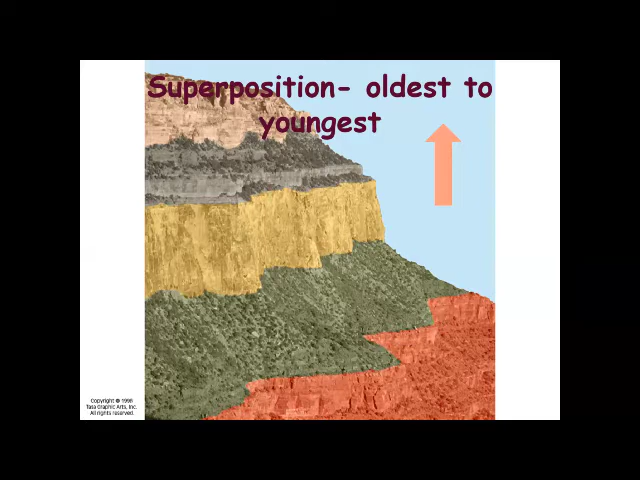 Superposition- oldest to
youngest
Copyright © 1998
Tasa Graphic Arts, Inc.
All rights reserved.